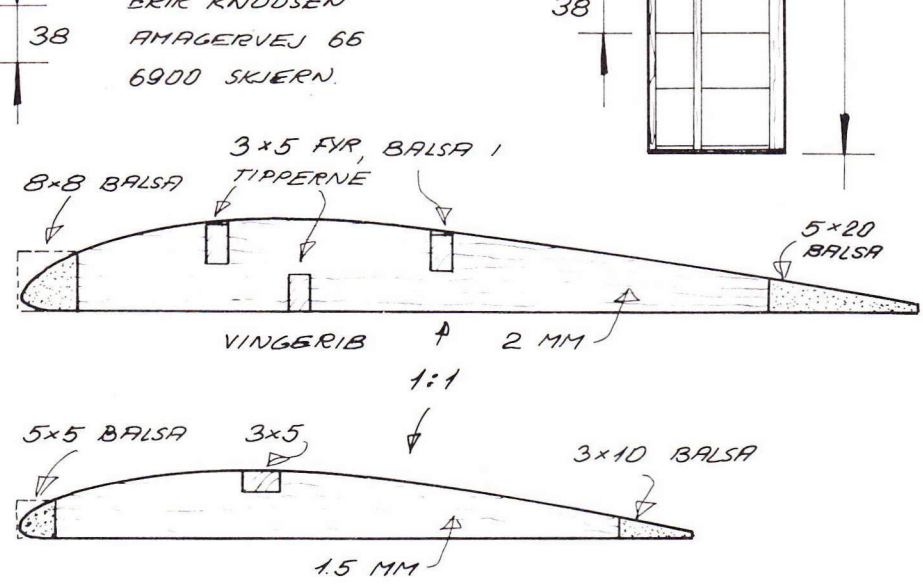 ERIK KNUDSEN
38
AMAGERVEJ 66
6900 SKJERN.
38
3×5 FYR, BALSA I
TIPPERNE
8×8 BALSA
5×20
BALSA
VINGERIB
2 MM
1:1
5×5 BALSA
3×5
3×10 BALSA
1.5 MM